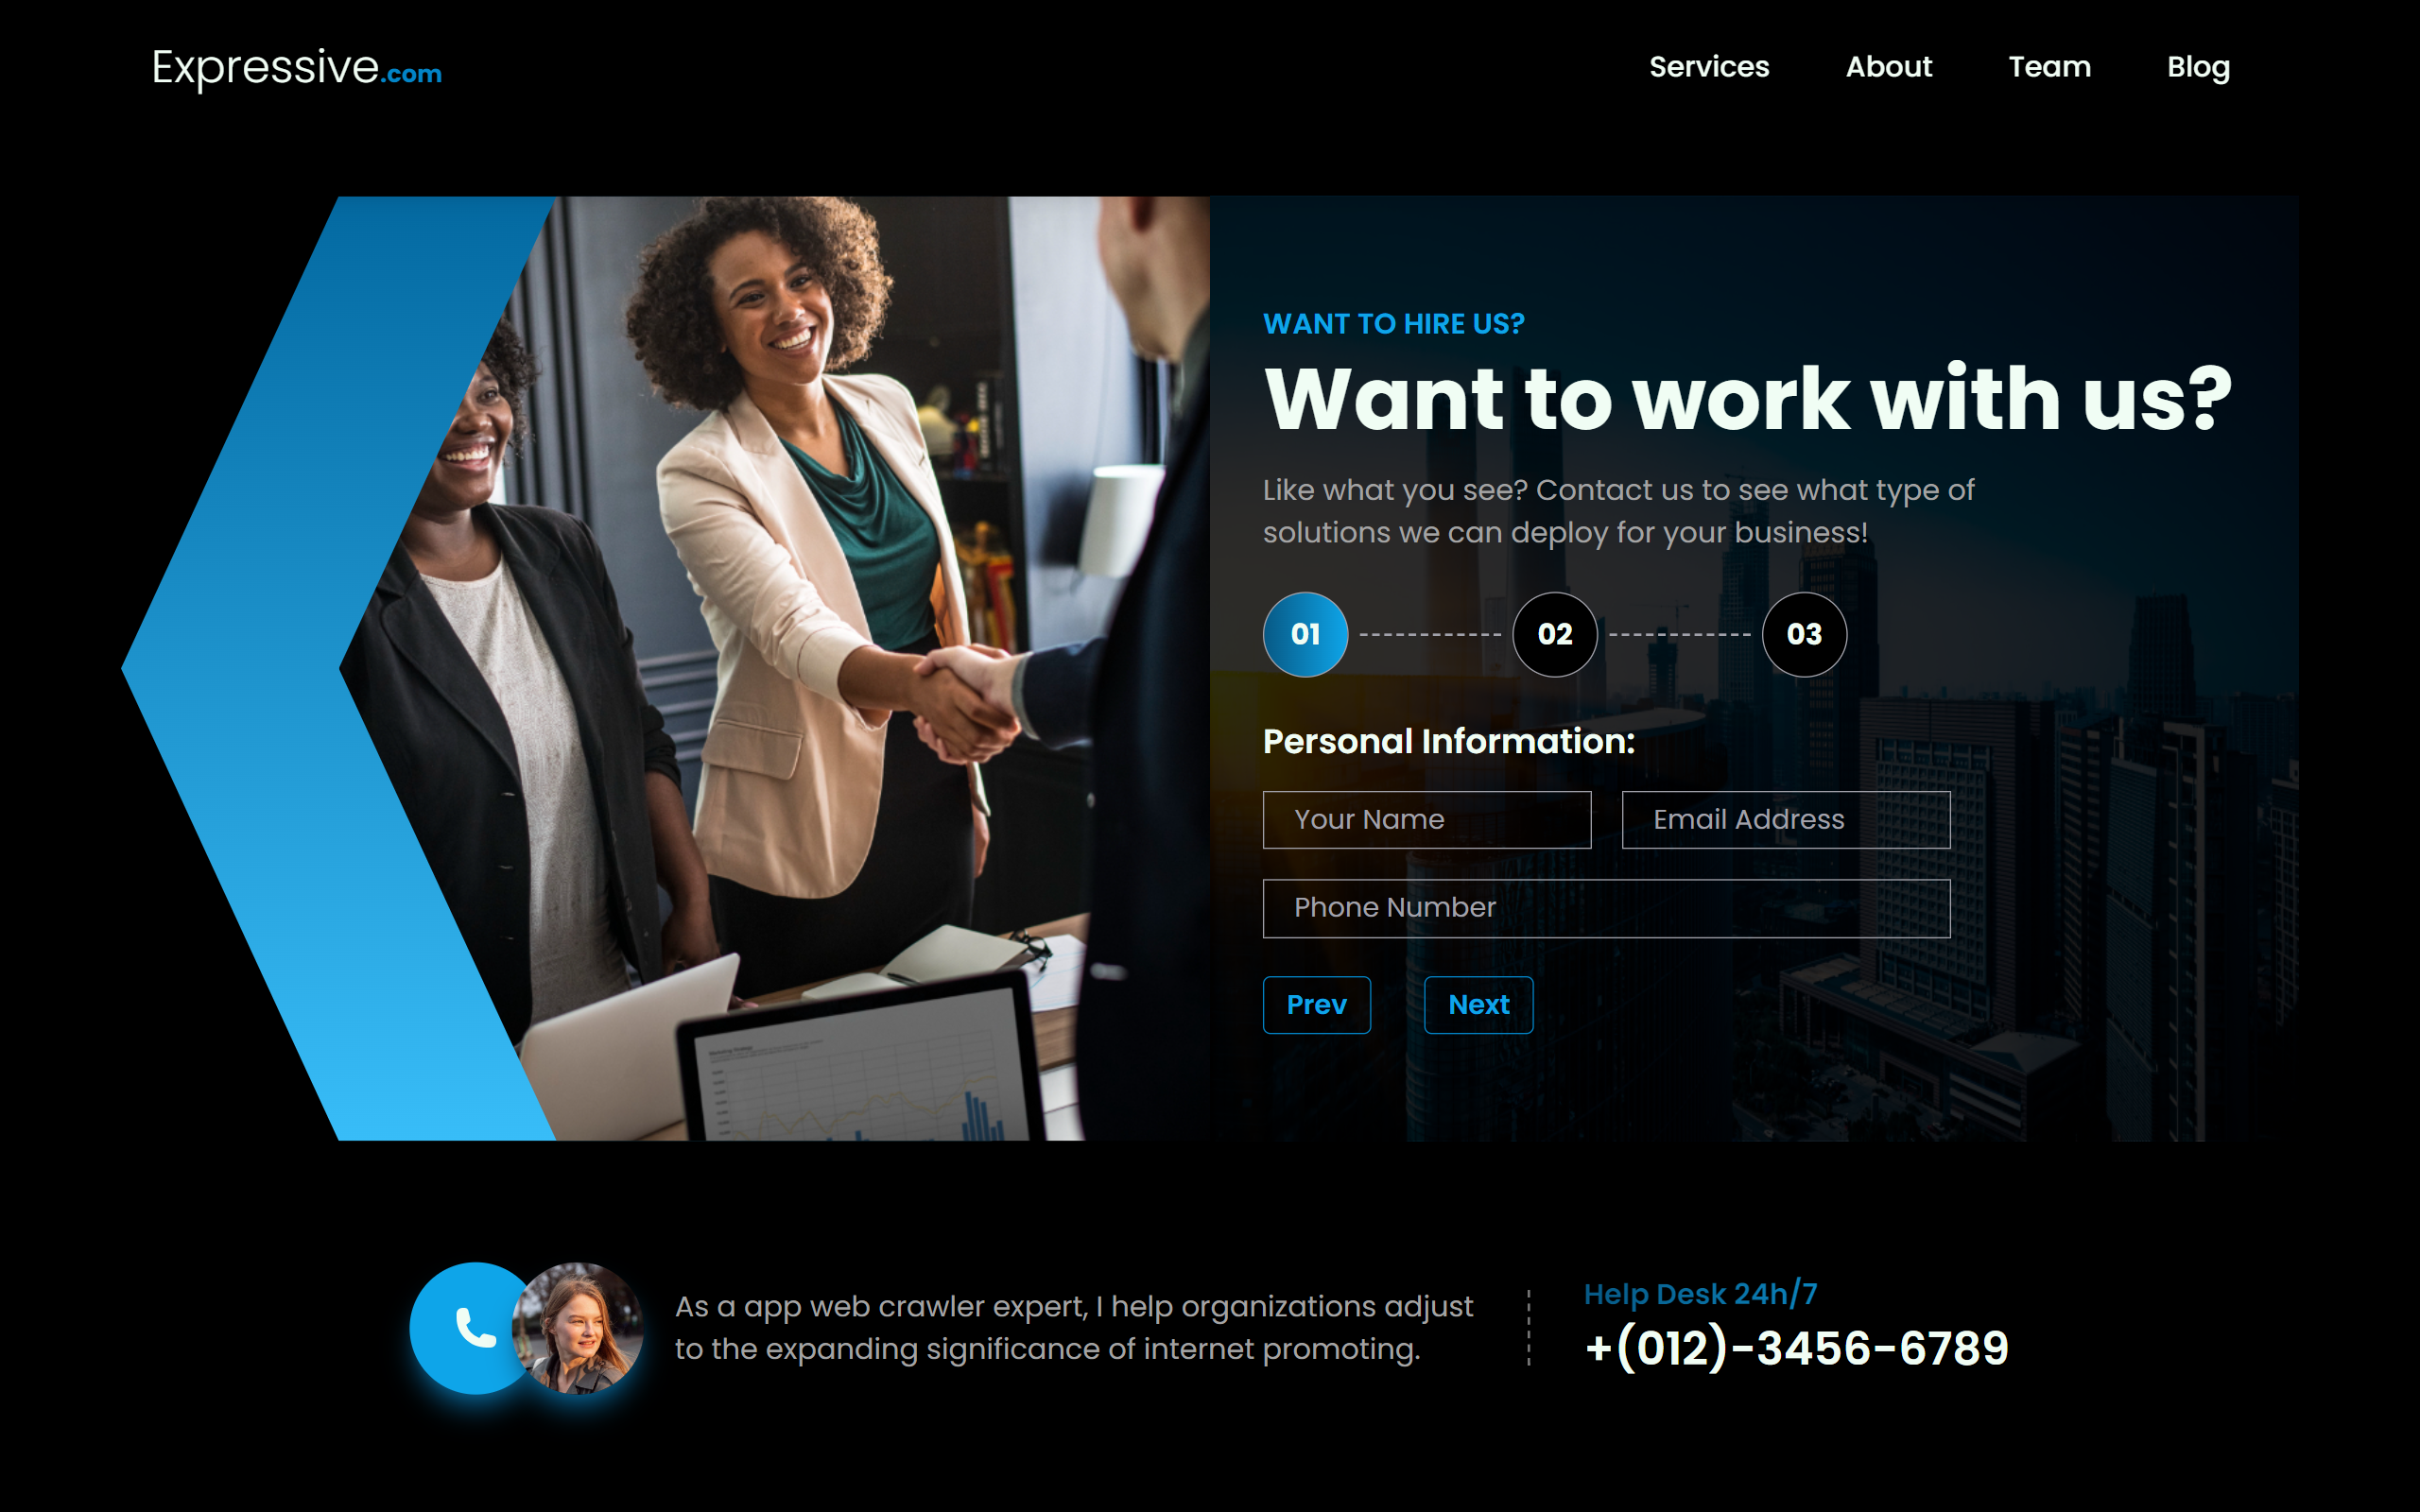 Expressive.com
Services About Team Blog
WANT TO HIRE US?
Want to work with us?
Like what you see? Contact us to see what type of
solutions we can deploy for your business!
01 02 03
Personal Information:
Your Name Email Address
Phone Number
Prev Next
As a app web crawler expert, I help organizations adjust
to the expanding significance of internet promoting.
Help Desk 24h/7
+(012)-3456-6789